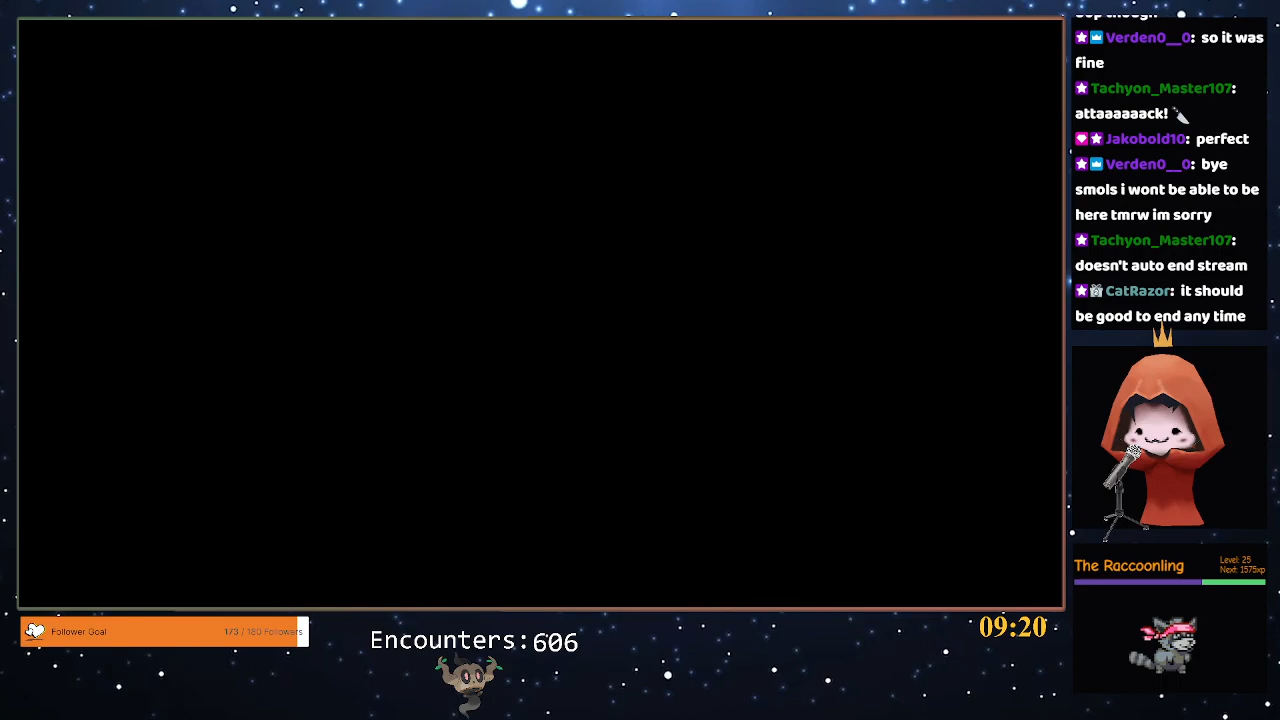 Verden0__0: so it was
fine
Tachyon_Master107:
attaaaaaack!
Jakobold10: perfect
Verden0__0: bye
smols i wont be able to be
here tmrw im sorry
Tachyon_Master107:
doesn't auto end stream
CatRazor: it should
be good to end any time
The Raccoonling
Level: 25
Next: 1575xp
Follower Goal
173 / 180 Followers
Encounters:606
09:20